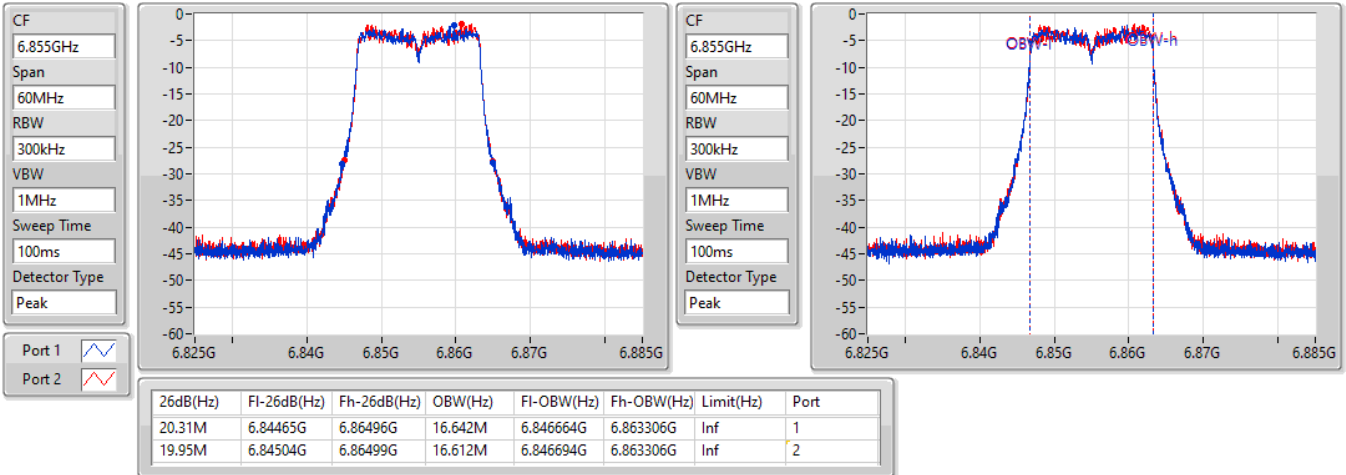 CF
6.855GHz
Span
60MHz
RBW
300kHz
VBW
1MHz
Sweep Time
100ms
Detector Type
Peak
Port 1
Port 2
0
-5
-10
-15
-20
-25
-30
-35
-40
-45
-50
-55
-60
6.825G 6.84G 6.85G 6.86G 6.87G 6.885G
CF
6.855GHz
Span
60MHz
RBW
300kHz
VBW
1MHz
Sweep Time
100ms
Detector Type
Peak
0
-5
-10
-15
-20
-25
-30
-35
-40
-45
-50
-55
-60
OBW-l OBW-h
6.825G 6.84G 6.85G 6.86G 6.87G 6.885G
26dB(Hz) Fl-26dB(Hz) Fh-26dB(Hz) OBW(Hz) Fl-OBW(Hz) Fh-OBW(Hz) Limit(Hz) Port
20.31M 6.84465G 6.86496G 16.642M 6.846664G 6.863306G Inf 1
19.95M 6.84504G 6.86499G 16.612M 6.846694G 6.863306G Inf 2